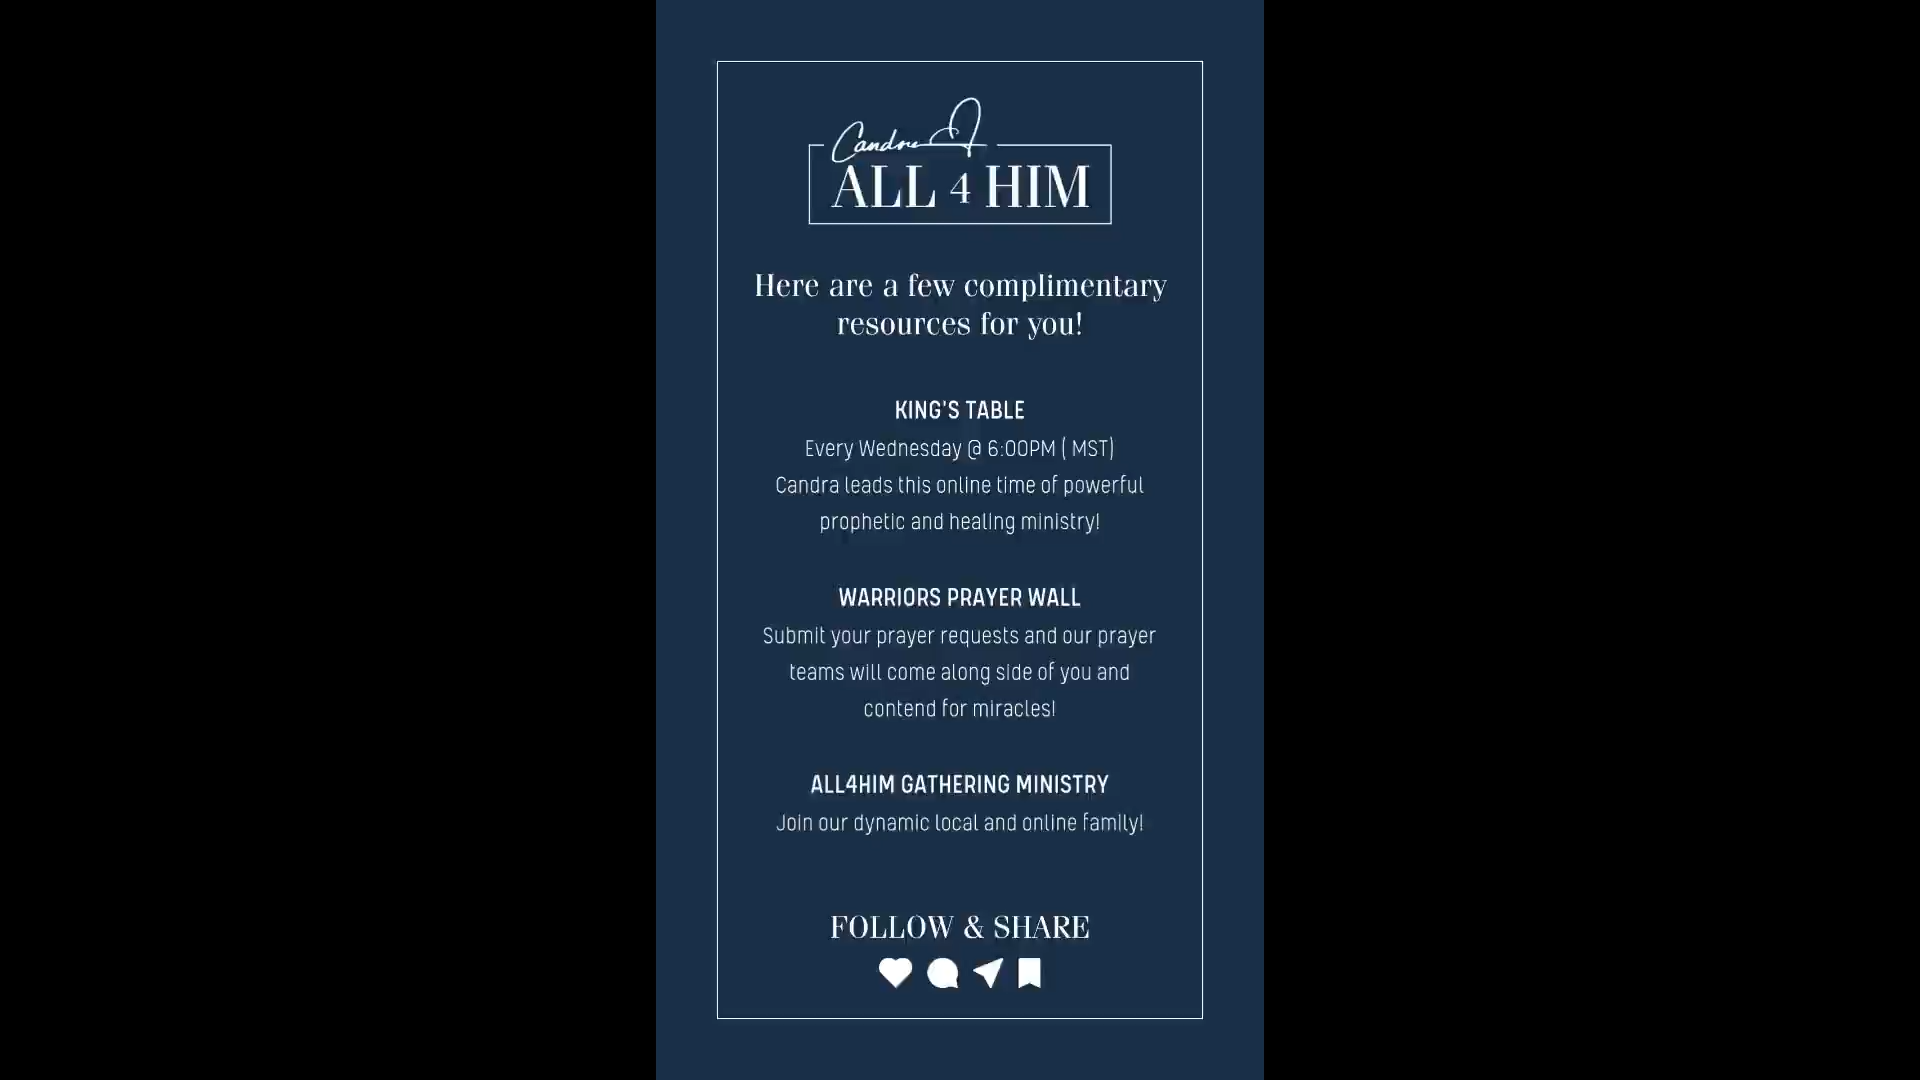 Candra
ALL 4 HIM
Here are a few complimentary
resources for you!
KING'S TABLE
Every Wednesday @ 6:00PM ( MST)
Candra leads this online time of powerful
prophetic and healing ministry!
WARRIORS PRAYER WALL
Submit your prayer requests and our prayer
teams will come along side of you and
contend for miracles!
ALL4HIM GATHERING MINISTRY
Join our dynamic local and online family!
FOLLOW & SHARE